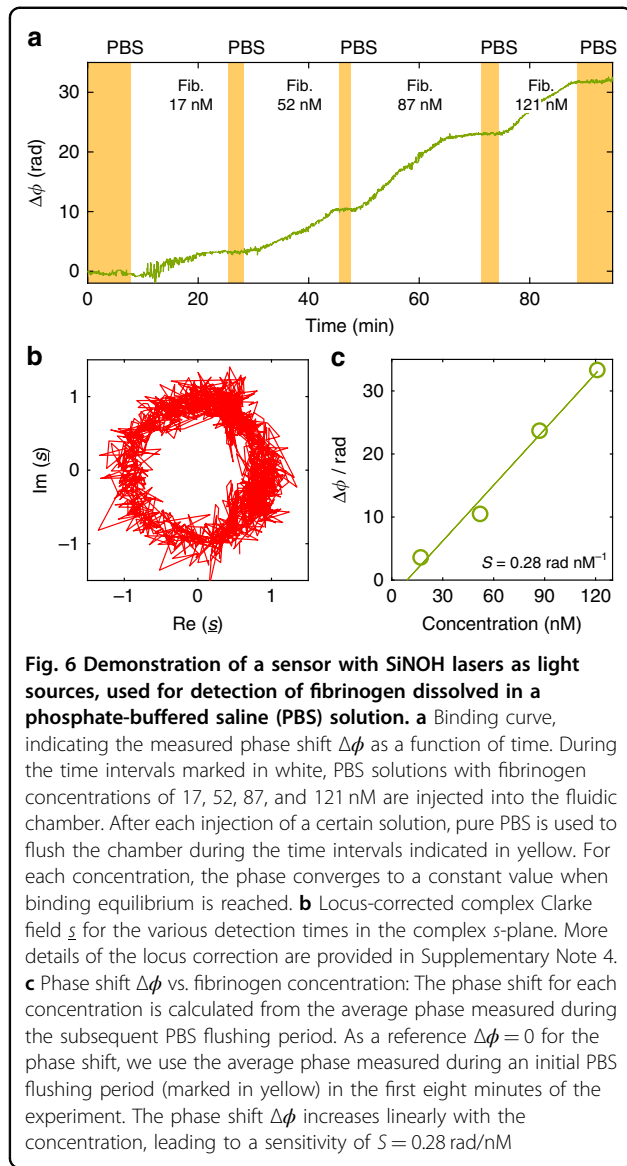 a
PBS PBS PBS PBS PBS
Fib. Fib. Fib. Fib.
17 nM 52 nM 87 nM 121 nM
30
20
10
0
Δϕ (rad)
0 20 40 60 80
Time (min)
b
1
0
−1
Im (s)
−1 0 1
Re (s)
c
30
20
10
0
Δϕ / rad
S = 0.28 rad nM⁻¹
0 30 60 90 120
Concentration (nM)
Fig. 6 Demonstration of a sensor with SiNOH lasers as light
sources, used for detection of fibrinogen dissolved in a
phosphate-buffered saline (PBS) solution. a Binding curve,
indicating the measured phase shift Δϕ as a function of time. During
the time intervals marked in white, PBS solutions with fibrinogen
concentrations of 17, 52, 87, and 121 nM are injected into the fluidic
chamber. After each injection of a certain solution, pure PBS is used to
flush the chamber during the time intervals indicated in yellow. For
each concentration, the phase converges to a constant value when
binding equilibrium is reached. b Locus-corrected complex Clarke
field s for the various detection times in the complex s-plane. More
details of the locus correction are provided in Supplementary Note 4.
c Phase shift Δϕ vs. fibrinogen concentration: The phase shift for each
concentration is calculated from the average phase measured during
the subsequent PBS flushing period. As a reference Δϕ = 0 for the
phase shift, we use the average phase measured during an initial PBS
flushing period (marked in yellow) in the first eight minutes of the
experiment. The phase shift Δϕ increases linearly with the
concentration, leading to a sensitivity of S = 0.28 rad/nM